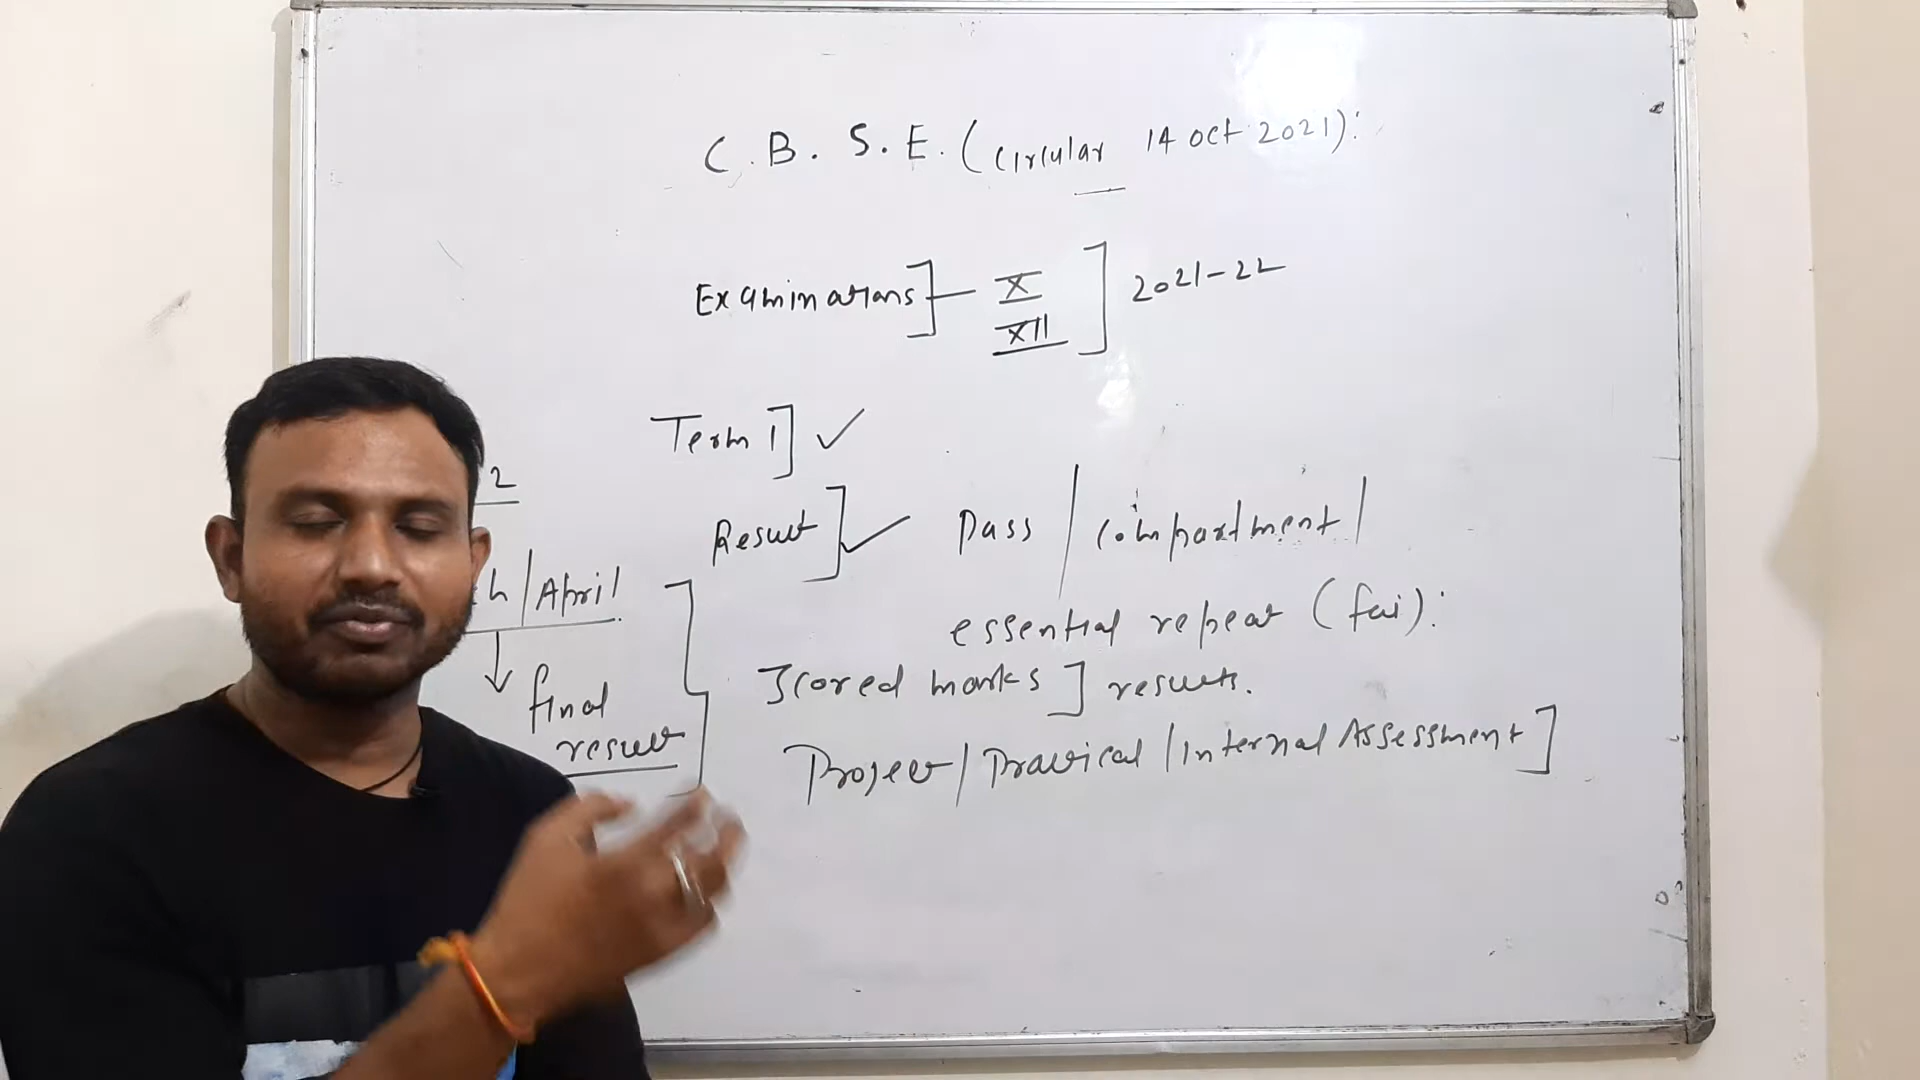 C.B.S.E. (Circular 14 Oct 2021):
Examinations] - X
XII ] 2021-22
Term 1] ✓
2
Result] ✓ Pass / Compartment /
h / April
essential repeat (fai):
final
result
Scored marks] results.
Project / Practical / Internal Assessment]